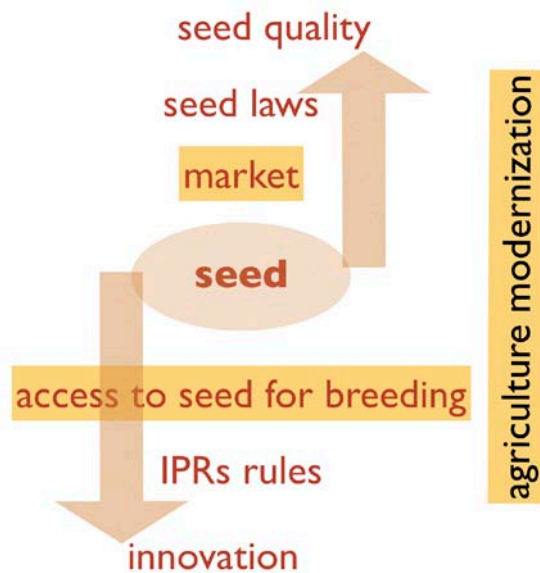 seed quality
seed laws
market
seed
access to seed for breeding
IPRs rules
innovation
agriculture modernization